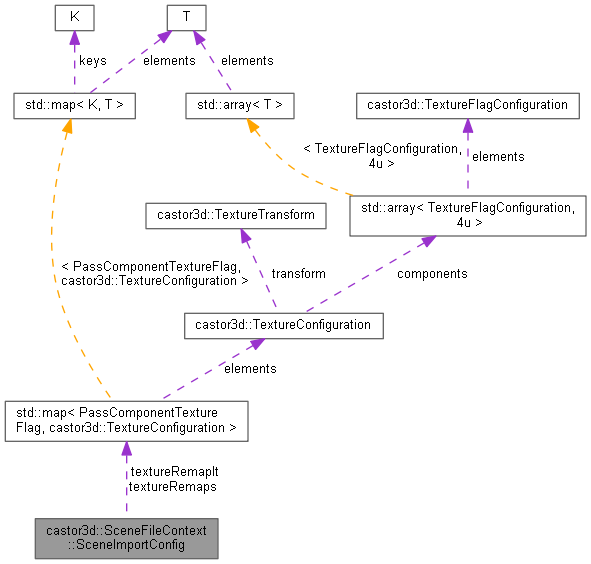 K
T
keys
elements
elements
std::map< K, T >
std::array< T >
castor3d::TextureFlagConfiguration
< TextureFlagConfiguration,
4u >
elements
castor3d::TextureTransform
std::array< TextureFlagConfiguration,
4u >
< PassComponentTextureFlag,
castor3d::TextureConfiguration >
transform
components
castor3d::TextureConfiguration
elements
std::map< PassComponentTexture
Flag, castor3d::TextureConfiguration >
textureRemapIt
textureRemaps
castor3d::SceneFileContext
::SceneImportConfig